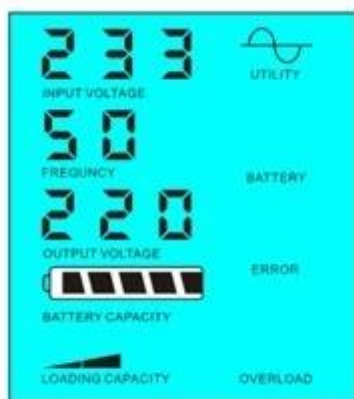 233
INPUT VOLTAGE
UTILITY
50
FREQUNCY
BATTERY
220
OUTPUT VOLTAGE
ERROR
BATTERY CAPACITY
LOADING CAPACITY
OVERLOAD